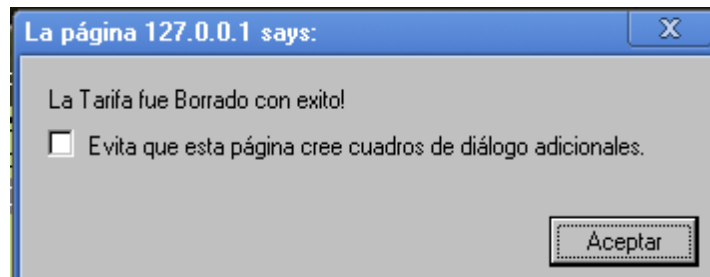 La página 127.0.0.1 says:
La Tarifa fue Borrado con exito!
Evita que esta página cree cuadros de diálogo adicionales.
Aceptar